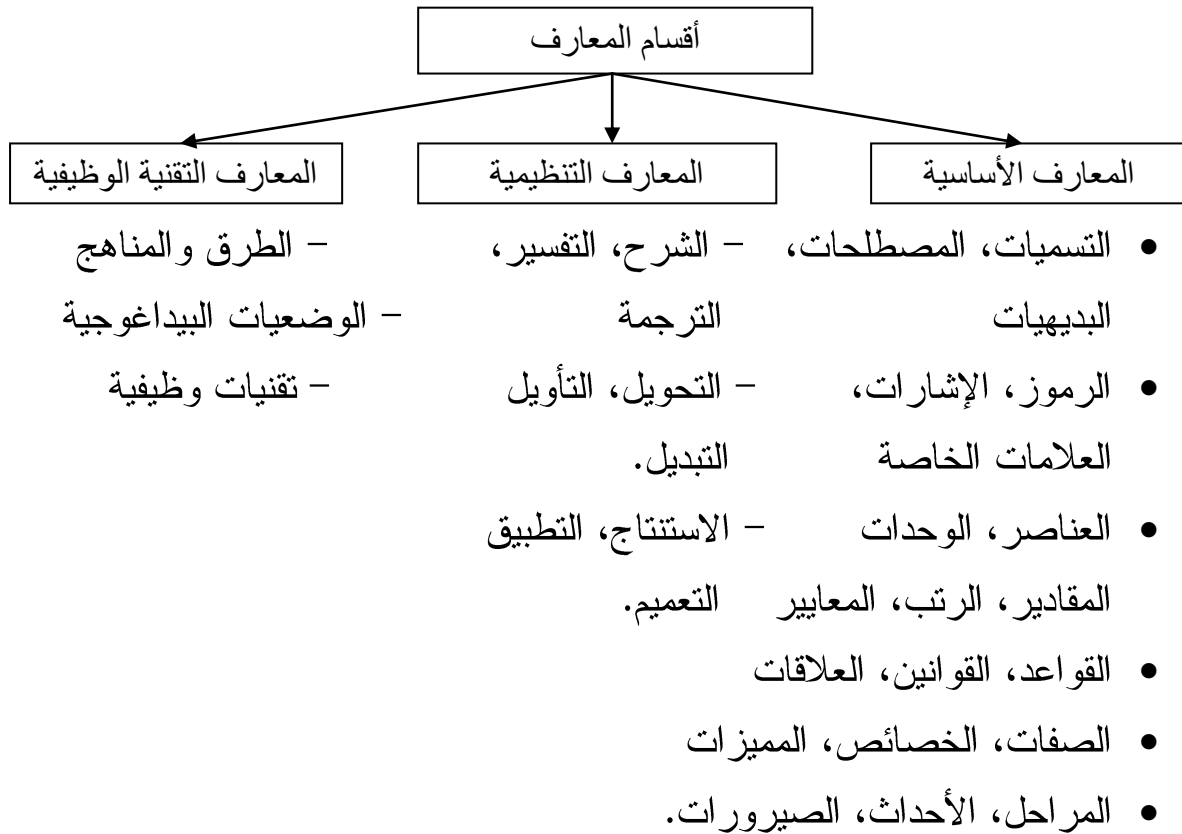 أقسام المعارف
المعارف الأساسية
المعارف التنظيمية
المعارف التقنية الوظيفية
• التسميات، المصطلحات،
البديهيات
• الرموز، الإشارات،
العلامات الخاصة
• العناصر، الوحدات
المقادير، الرتب، المعايير
• القواعد، القوانين، العلاقات
• الصفات، الخصائص، المميزات
• المراحل، الأحداث، الصيرورات.
– الشرح، التفسير،
الترجمة
– التحويل، التأويل
التبديل.
– الاستنتاج، التطبيق
التعميم.
– الطرق والمناهج
– الوضعيات البيداغوجية
– تقنيات وظيفية